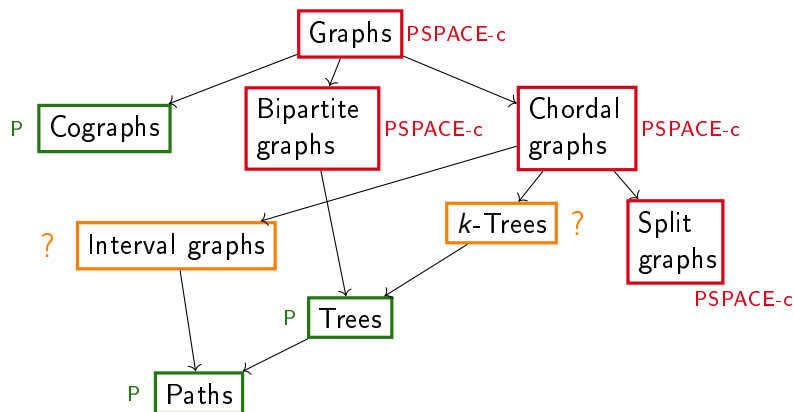 Graphs PSPACE-c
P Cographs
Bipartite
graphs
PSPACE-c
Chordal
graphs
PSPACE-c
? Interval graphs
k-Trees ?
Split
graphs
PSPACE-c
P Trees
P Paths